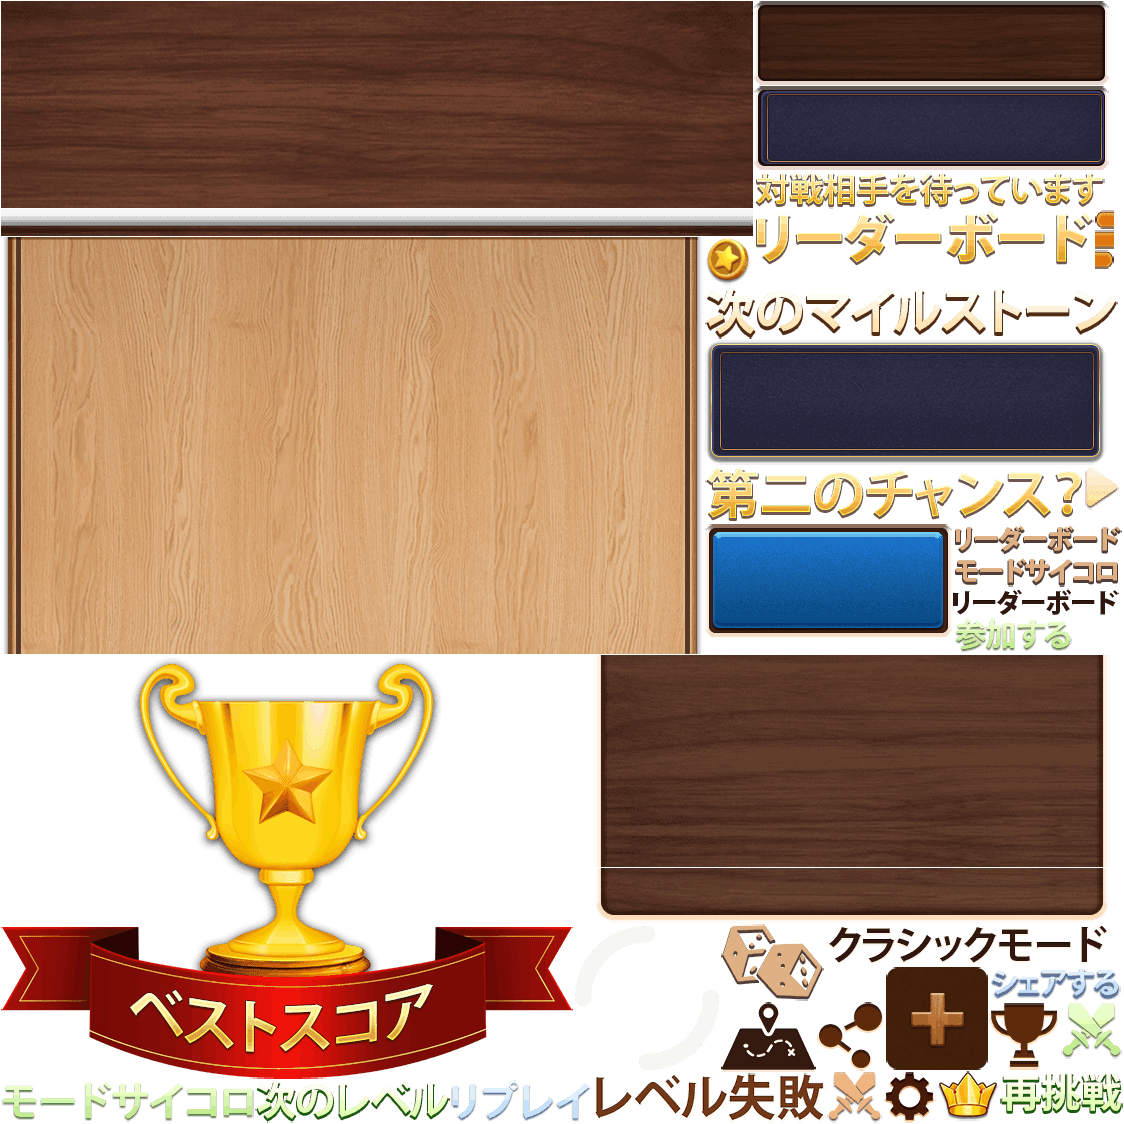 対戦相手を待っています
リーダーボード
次のマイルストーン
第二のチャンス?
リーダーボード
モードサイコロ
リーダーボード
参加する
ベストスコア
クラシックモード
シェアする
モードサイコロ
次のレベル
リプレイ
レベル失敗
再挑戦